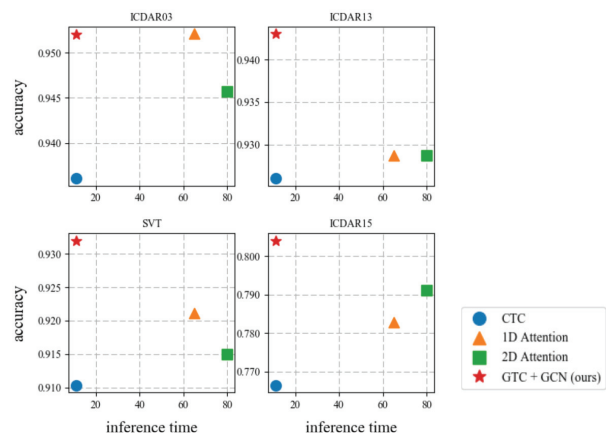 ICDAR03
ICDAR13
accuracy
0.950
0.945
0.940
20 40 60 80
0.940
0.930
20 40 60 80
SVT
ICDAR15
accuracy
0.930
0.925
0.920
0.915
0.910
20 40 60 80
inference time
0.800
0.790
0.780
0.770
20 40 60 80
inference time
CTC
1D Attention
2D Attention
GTC + GCN (ours)